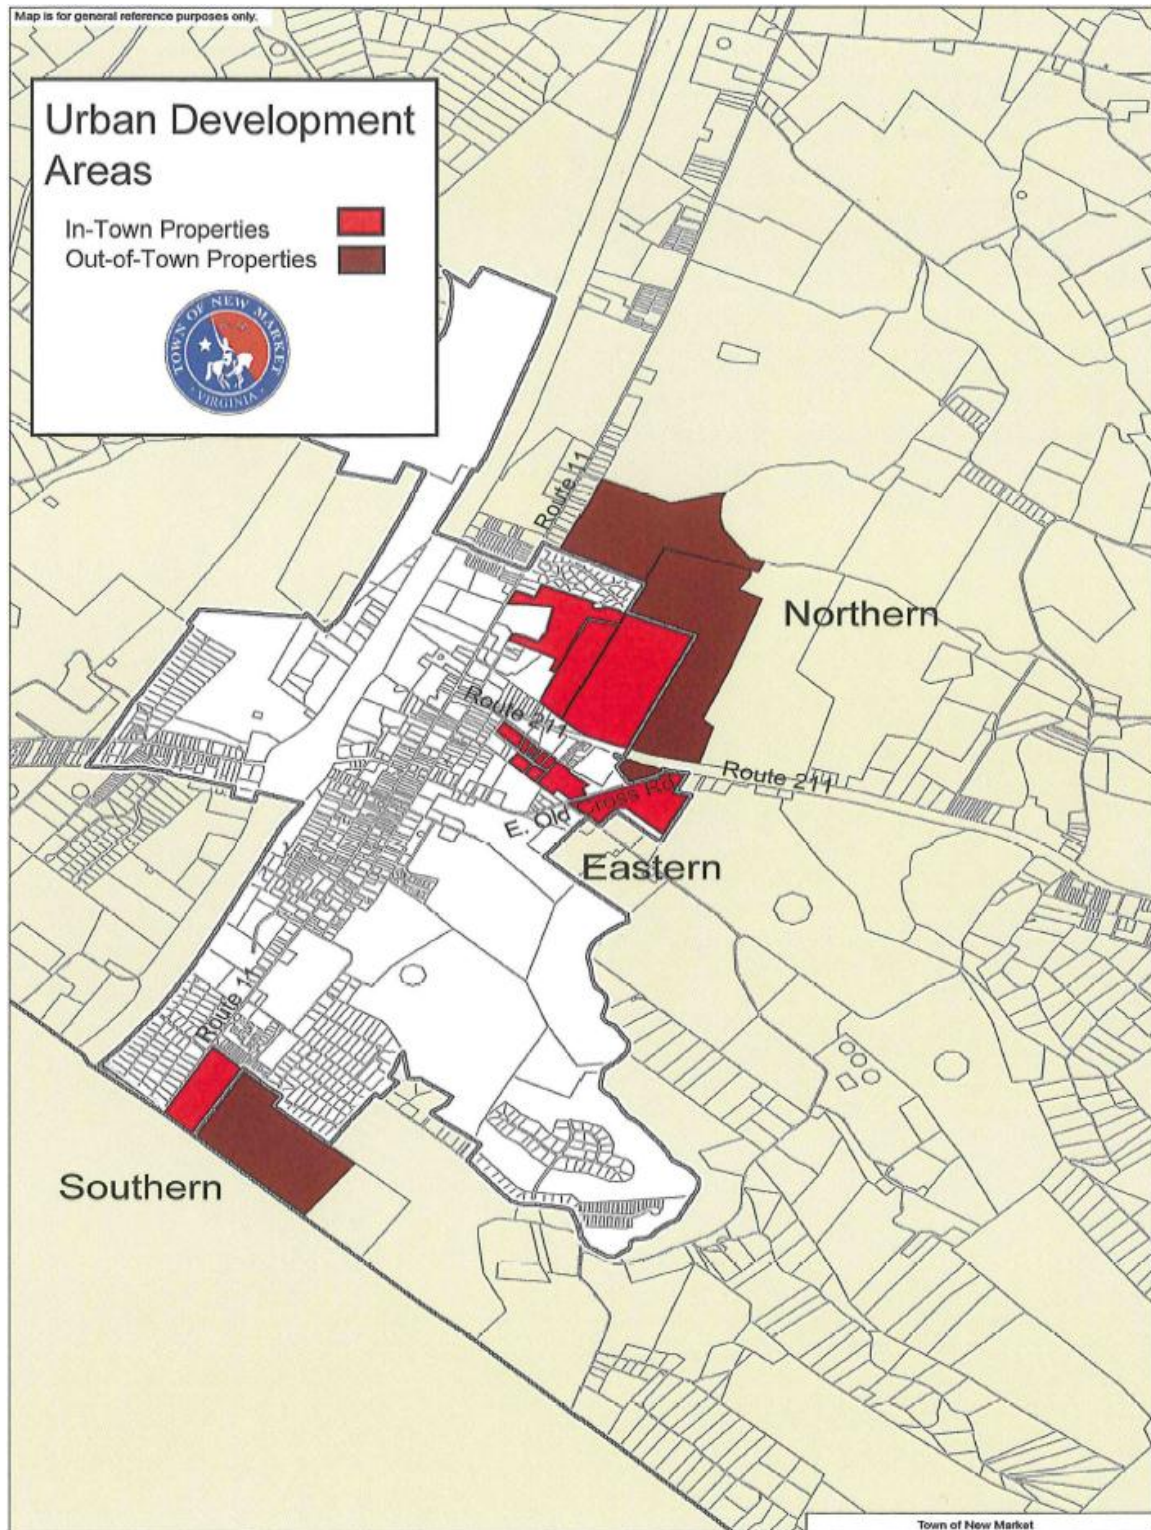 Map is for general reference purposes only.
Urban Development
Areas
In-Town Properties
Out-of-Town Properties
TOWN OF NEW MARKET
VIRGINIA
Route 11
Northern
Route 211
Route 211
E. Old Cross Rd
Eastern
Route 11
Southern
Town of New Market